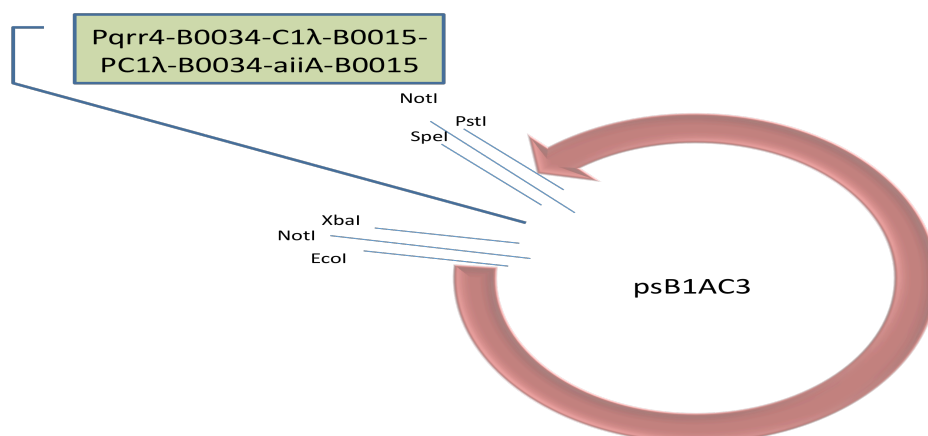 Pqrr4-B0034-C1λ-B0015-
PC1λ-B0034-aiiA-B0015
NotI
PstI
SpeI
XbaI
NotI
EcoI
psB1AC3